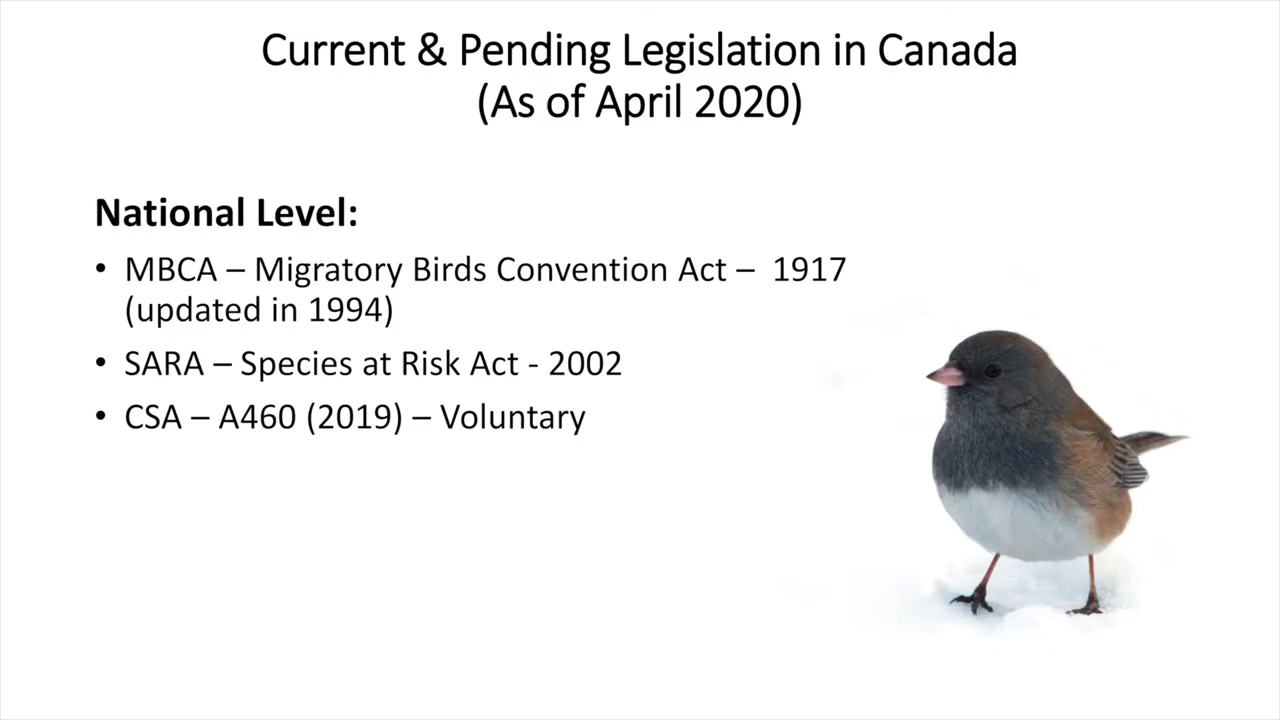 Current & Pending Legislation in Canada
(As of April 2020)
National Level:
• MBCA – Migratory Birds Convention Act – 1917
(updated in 1994)
• SARA – Species at Risk Act - 2002
• CSA – A460 (2019) – Voluntary